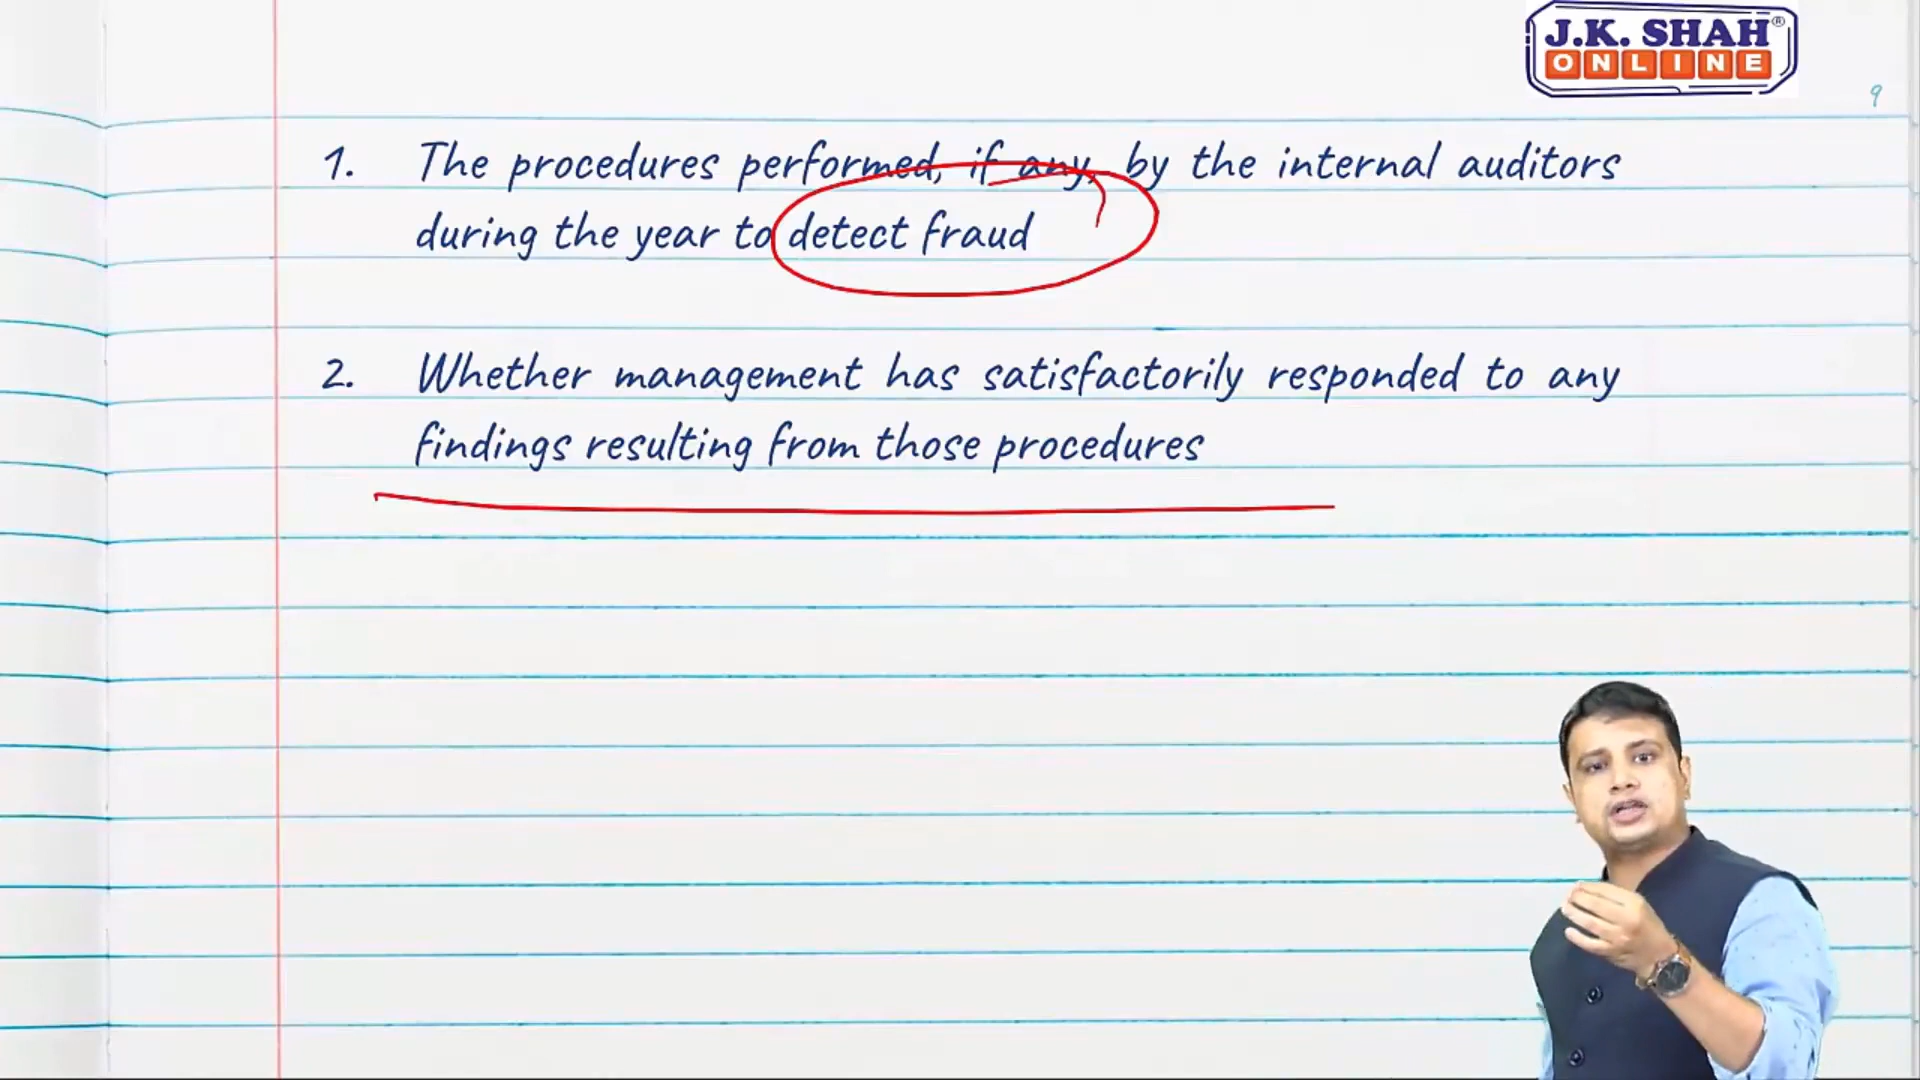 J.K. SHAH®
ONLINE
9
1. The procedures performed, if any, by the internal auditors
during the year to detect fraud
2. Whether management has satisfactorily responded to any
findings resulting from those procedures